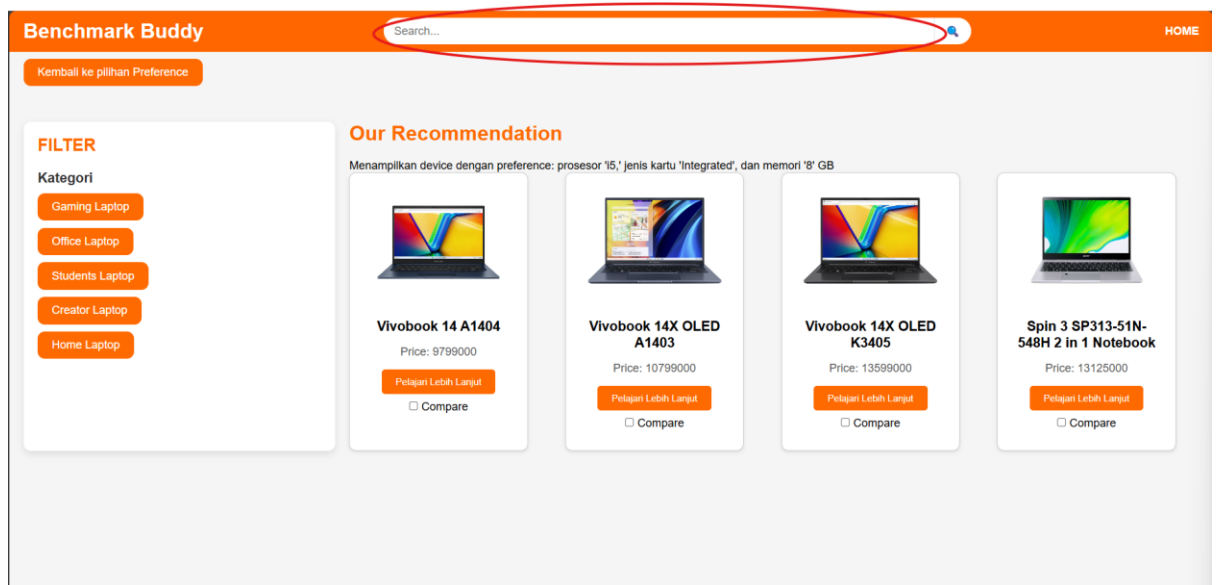 Benchmark Buddy
Search...
HOME
Kembali ke pilihan Preference
FILTER
Kategori
Gaming Laptop
Office Laptop
Students Laptop
Creator Laptop
Home Laptop
Our Recommendation
Menampilkan device dengan preference: prosesor 'i5,' jenis kartu 'Integrated', dan memori '8' GB
Vivobook 14 A1404
Price: 9799000
Pelajari Lebih Lanjut
Compare
Vivobook 14X OLED
A1403
Price: 10799000
Pelajari Lebih Lanjut
Compare
Vivobook 14X OLED
K3405
Price: 13599000
Pelajari Lebih Lanjut
Compare
Spin 3 SP313-51N-
548H 2 in 1 Notebook
Price: 13125000
Pelajari Lebih Lanjut
Compare